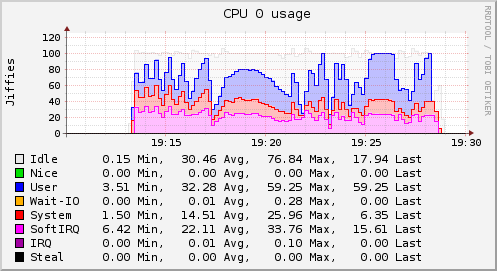 CPU 0 usage
RRDTOOL / TOBI OETIKER
Jiffies
120
100
80
60
40
20
0
19:15 19:20 19:25 19:30
Idle 0.15 Min, 30.46 Avg, 76.84 Max, 17.94 Last
Nice 0.00 Min, 0.00 Avg, 0.00 Max, 0.00 Last
User 3.51 Min, 32.28 Avg, 59.25 Max, 59.25 Last
Wait-IO 0.00 Min, 0.01 Avg, 0.28 Max, 0.00 Last
System 1.50 Min, 14.51 Avg, 25.96 Max, 6.35 Last
SoftIRQ 6.42 Min, 22.11 Avg, 33.76 Max, 15.61 Last
IRQ 0.00 Min, 0.01 Avg, 0.10 Max, 0.00 Last
Steal 0.00 Min, 0.00 Avg, 0.00 Max, 0.00 Last